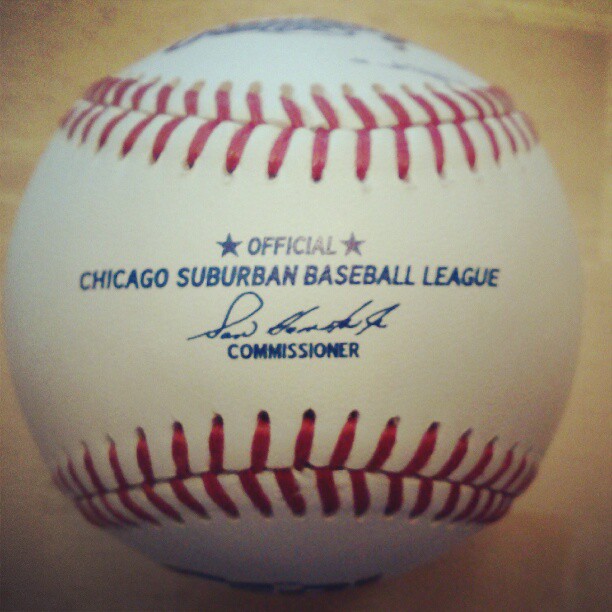 ★ OFFICIAL ★
CHICAGO SUBURBAN BASEBALL LEAGUE
COMMISSIONER